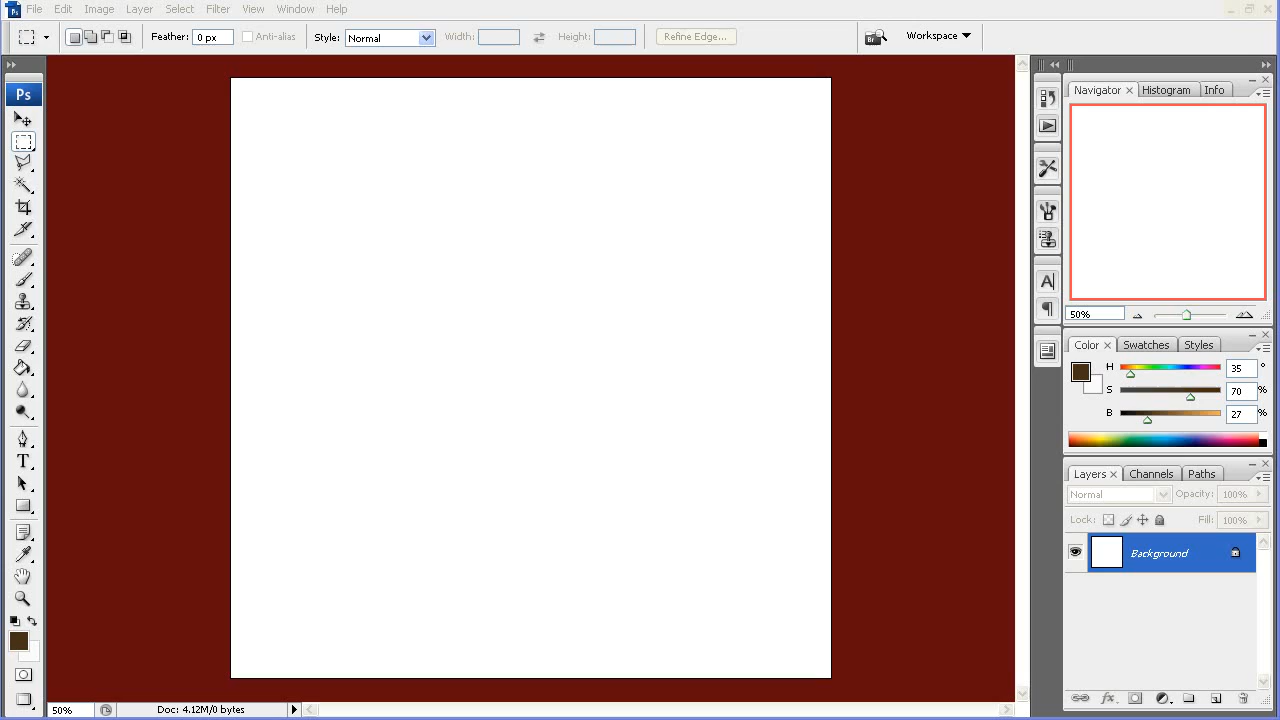 File Edit Image Layer Select Filter View Window Help
Feather: 0 px Anti-alias Style: Normal Width: Height: Refine Edge... Br Workspace
Ps
Navigator Histogram Info
50%
Color Swatches Styles
H 35 °
S 70 %
B 27 %
Layers Channels Paths
Normal Opacity: 100%
Lock: Fill: 100%
Background
50% Doc: 4.12M/0 bytes